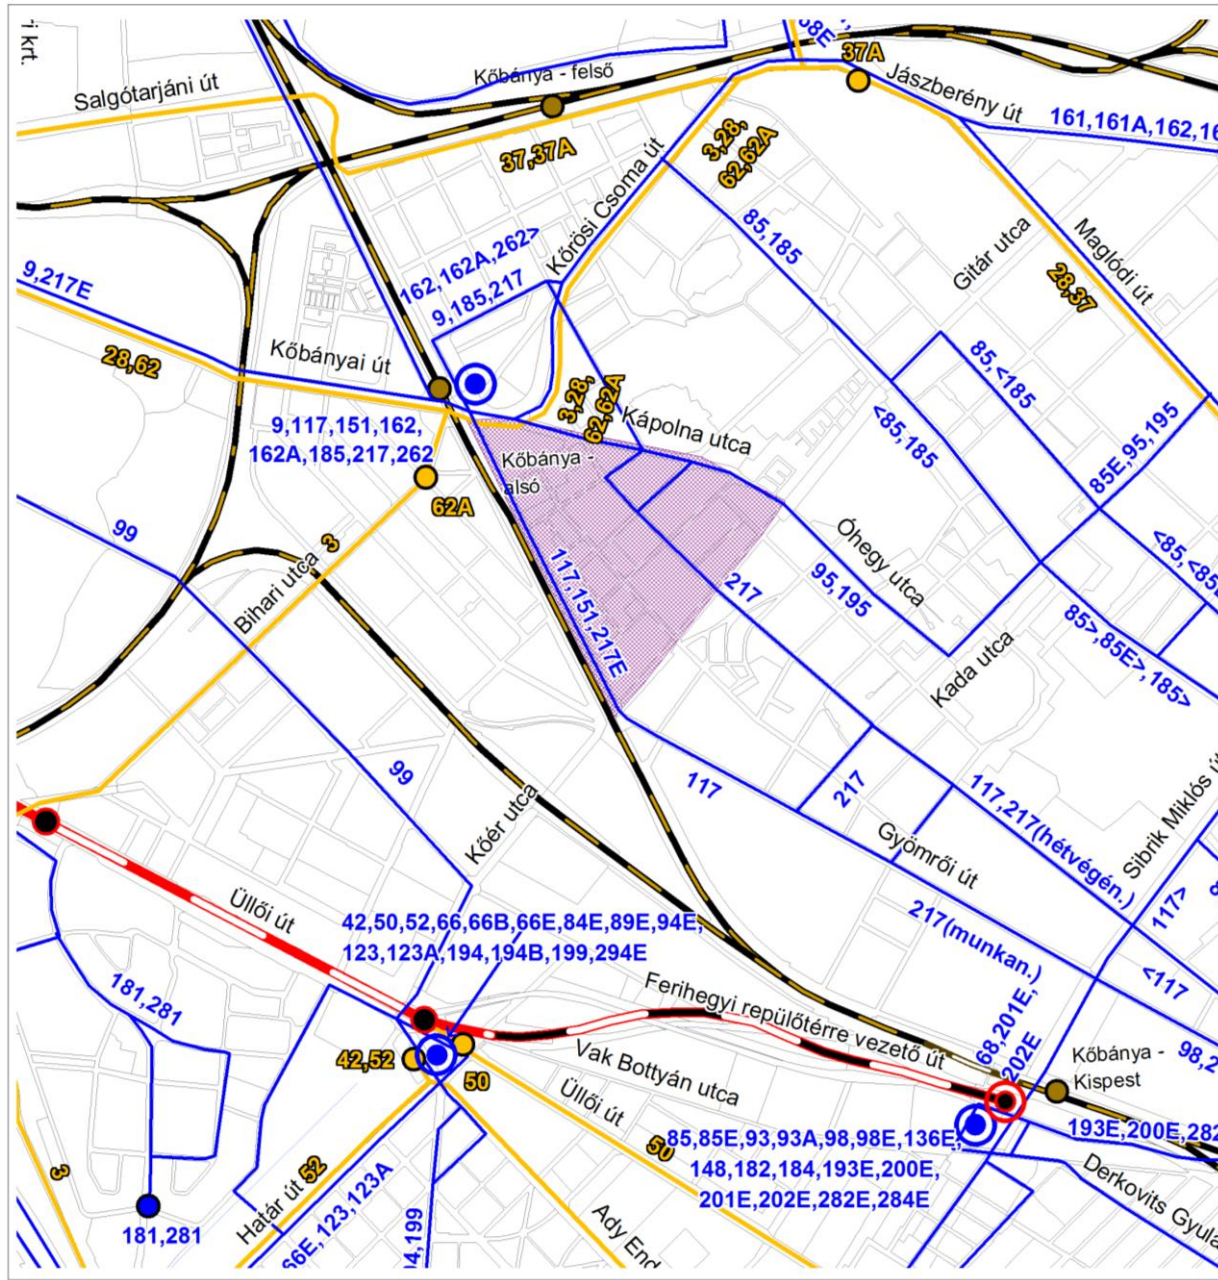 ri krt.
Salgótarjáni út
Kőbánya - felső
68E
37A
Jászberény út
161,161A,162,16
37,37A
3,28,
62,62A
Kőrösi Csoma út
85,185
Gitár utca
Maglódi út
28,37
162,162A,262>
9,185,217
9,217E
28,62
Kőbányai út
3,28,
62,62A
Kápolna utca
85,<185
<85,185
85E,95,195
9,117,151,162,
162A,185,217,262
Kőbánya -
alsó
62A
99
Bihari utca
3
117,151,217E
217
Óhegy utca
95,195
<85,<85E
85>,85E>,185>
Kada utca
99
Kőér utca
117
217
117,217(hétvégén.)
Gyömrői út
Sibrik Miklós út
117>
8
217(munkan.)
<117
Üllői út
42,50,52,66,66B,66E,84E,89E,94E,
123,123A,194,194B,199,294E
181,281
Ferihegyi repülőtérre vezető út
68,201E,
202E
98,2
Kőbánya -
Kispest
42,52
50
Vak Bottyán utca
Üllői út
50
193E,200E,282
85,85E,93,93A,98,98E,136E,
148,182,184,193E,200E,
201E,202E,282E,284E
Derkovits Gyula
3
Határ út
52
66E,123,123A
94,199
Ady End
181,281